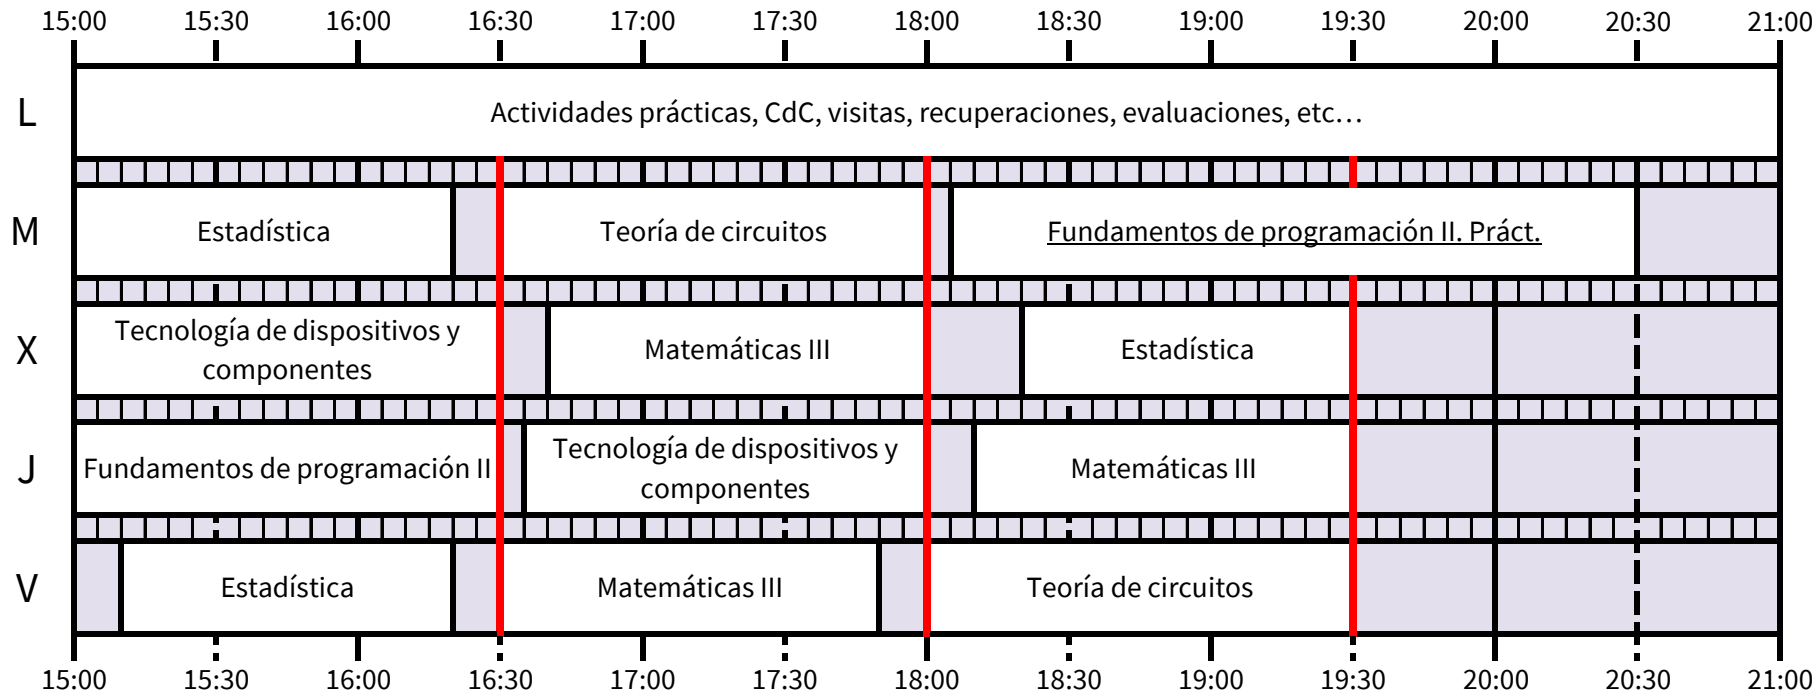 15:00 15:30 16:00 16:30 17:00 17:30 18:00 18:30 19:00 19:30 20:00 20:30 21:00
L
Actividades prácticas, CdC, visitas, recuperaciones, evaluaciones, etc…
M
Estadística
Teoría de circuitos
Fundamentos de programación II. Práct.
X
Tecnología de dispositivos y
componentes
Matemáticas III
Estadística
J
Fundamentos de programación II
Tecnología de dispositivos y
componentes
Matemáticas III
V
Estadística
Matemáticas III
Teoría de circuitos
15:00 15:30 16:00 16:30 17:00 17:30 18:00 18:30 19:00 19:30 20:00 20:30 21:00